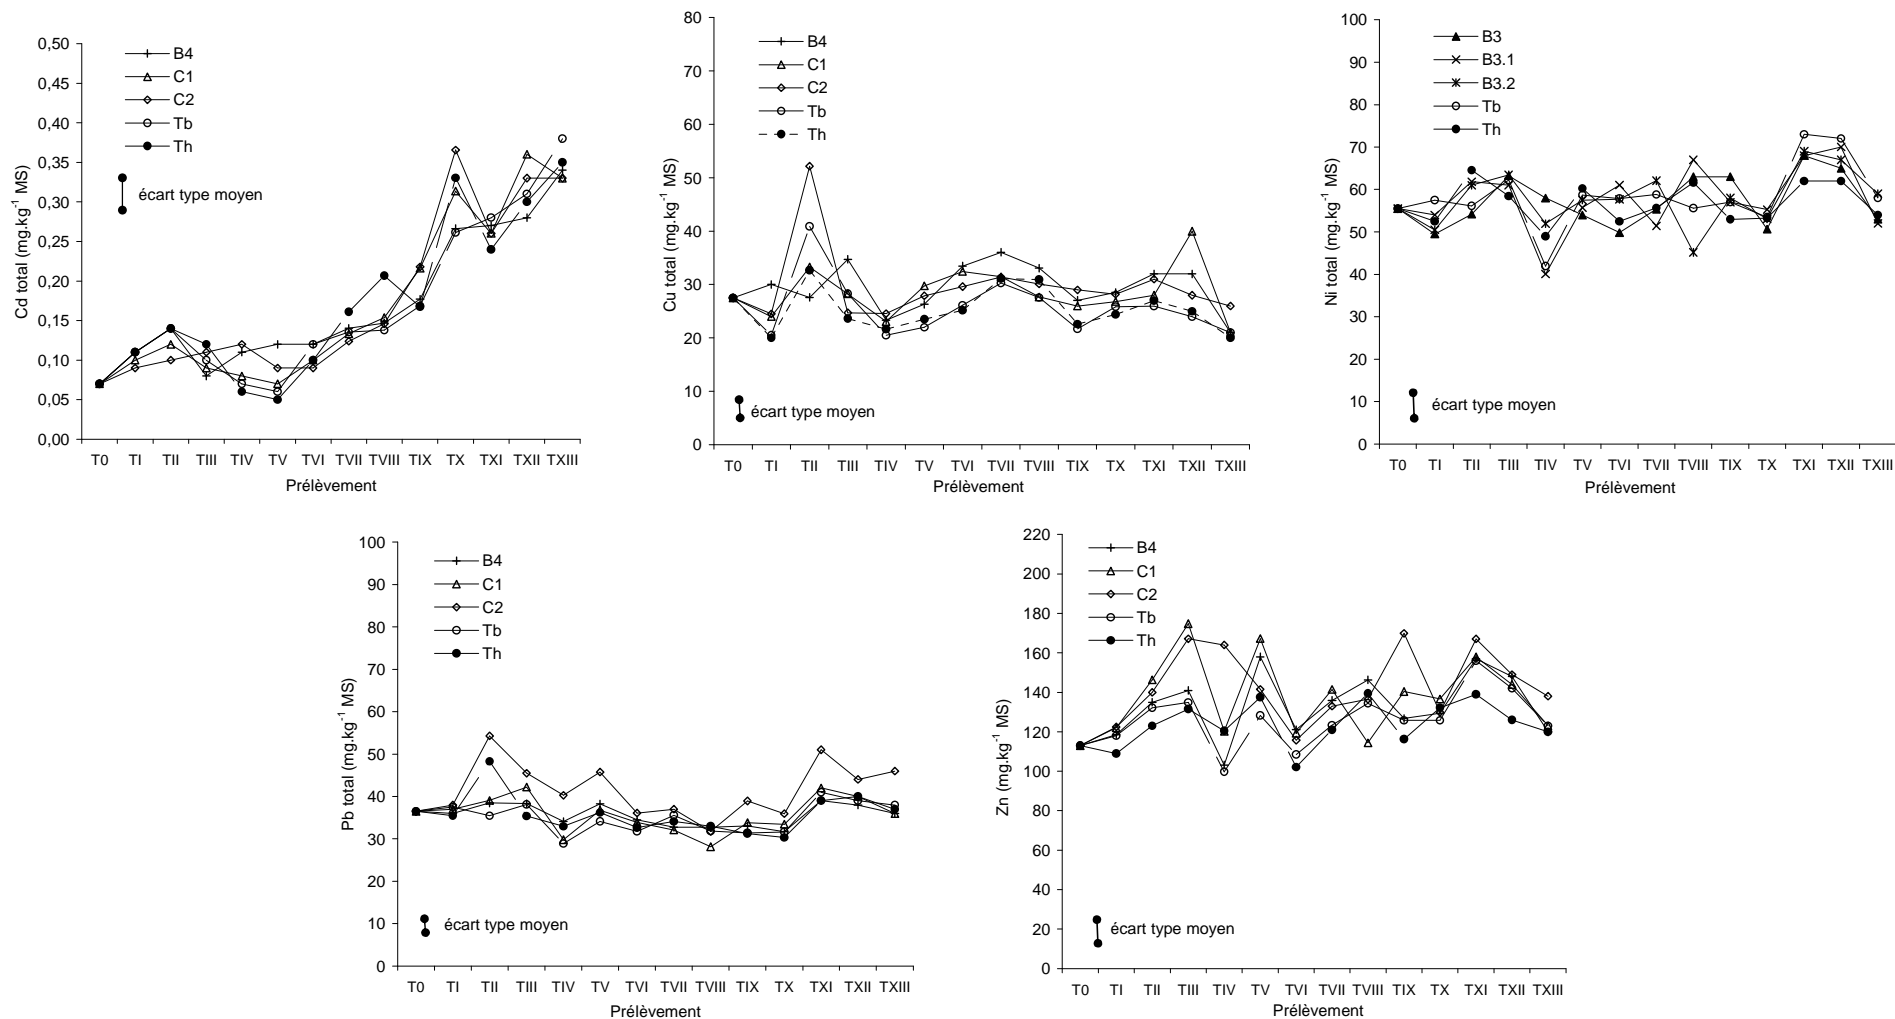 Cd total (mg.kg-1 MS)
0,50
0,45
0,40
0,35
0,30
0,25
0,20
0,15
0,10
0,05
0,00
B4
C1
C2
Tb
Th
écart type moyen
T0 TI TII TIII TIV TV TVI TVII TVIII TIX TX TXI TXII TXIII
Prélèvement
Cu total (mg.kg-1 MS)
80
70
60
50
40
30
20
10
0
B4
C1
C2
Tb
Th
écart type moyen
T0 TI TII TIII TIV TV TVI TVII TVIII TIX TX TXI TXII TXIII
Prélèvement
Ni total (mg.kg-1 MS)
100
90
80
70
60
50
40
30
20
10
0
B3
B3.1
B3.2
Tb
Th
écart type moyen
T0 TI TII TIII TIV TV TVI TVII TVIII TIX TX TXI TXII TXIII
Prélèvement
Pb total (mg.kg-1 MS)
100
90
80
70
60
50
40
30
20
10
0
B4
C1
C2
Tb
Th
écart type moyen
T0 TI TII TIII TIV TV TVI TVII TVIII TIX TX TXI TXII TXIII
Prélèvement
Zn (mg.kg-1 MS)
220
200
180
160
140
120
100
80
60
40
20
0
B4
C1
C2
Tb
Th
écart type moyen
T0 TI TII TIII TIV TV TVI TVII TVIII TIX TX TXI TXII TXIII
Prélèvement